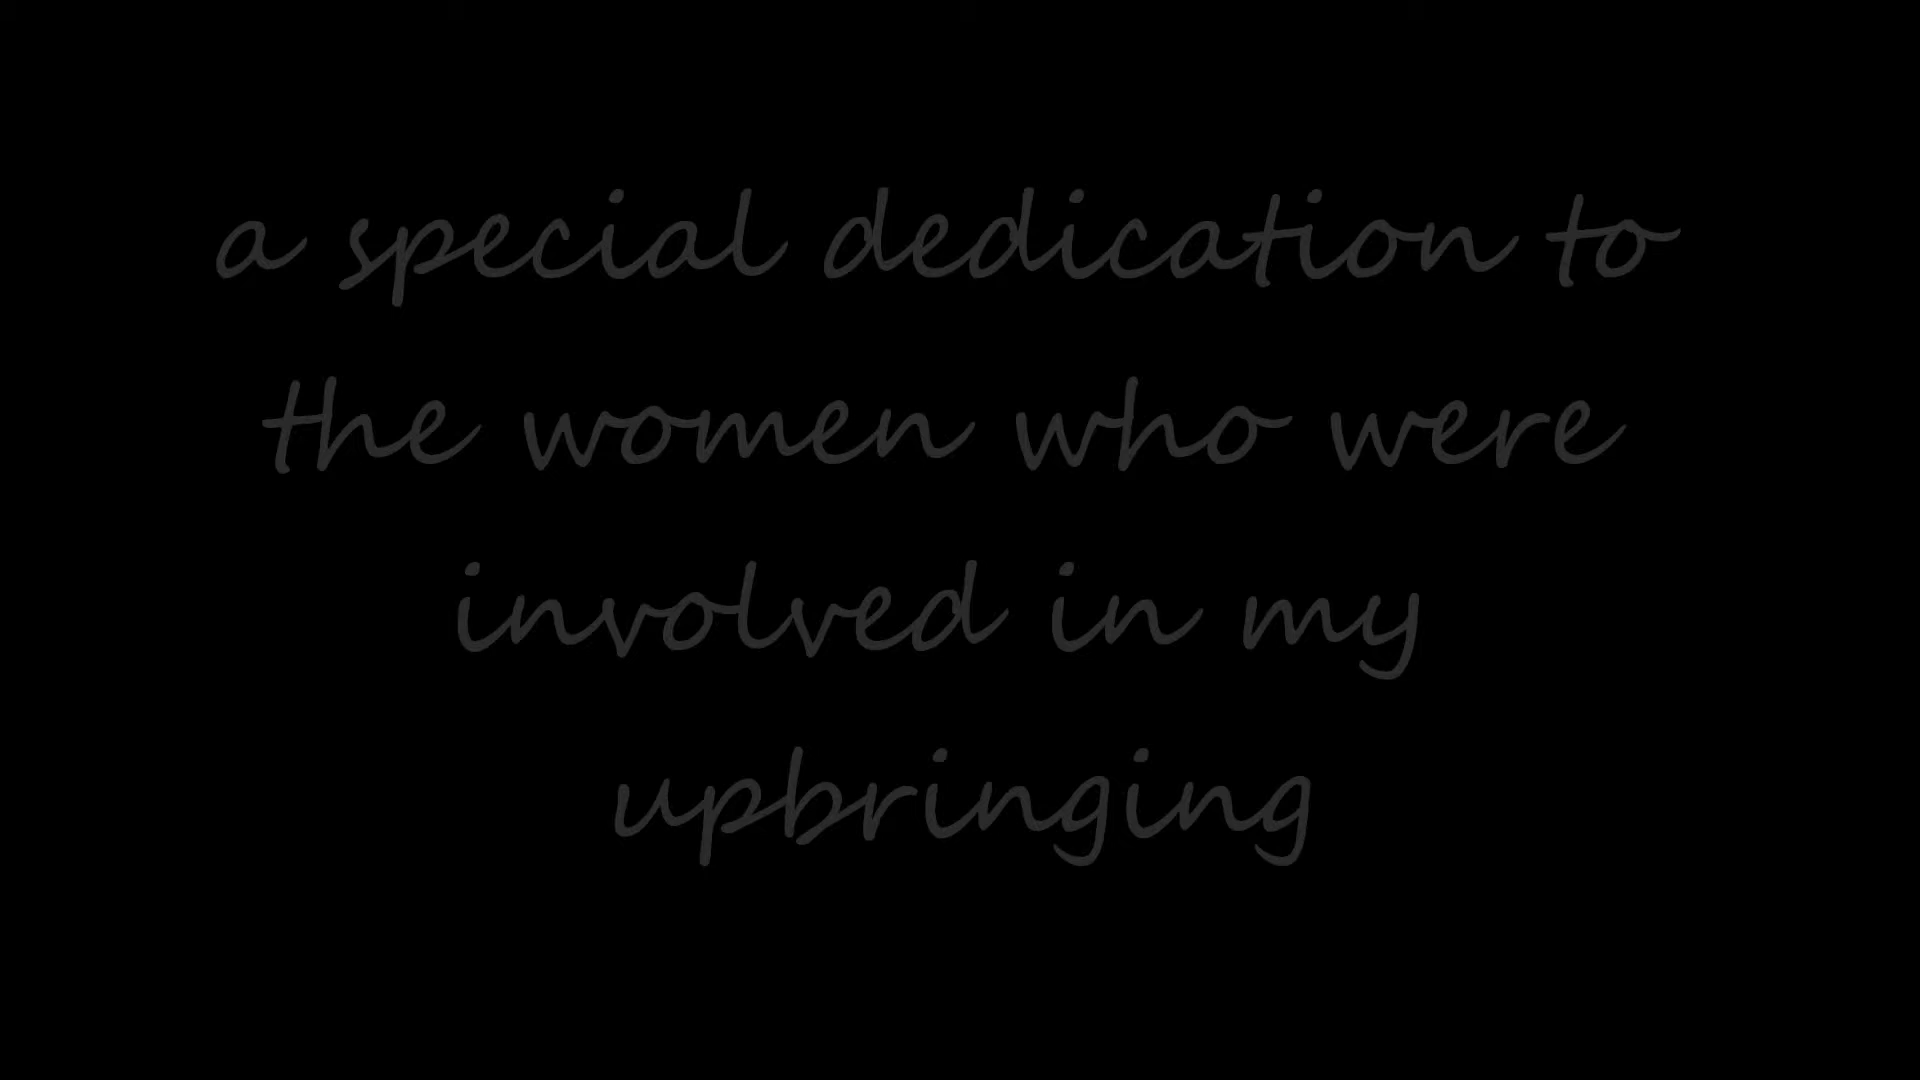 a special dedication to
the women who were
involved in my
upbringing